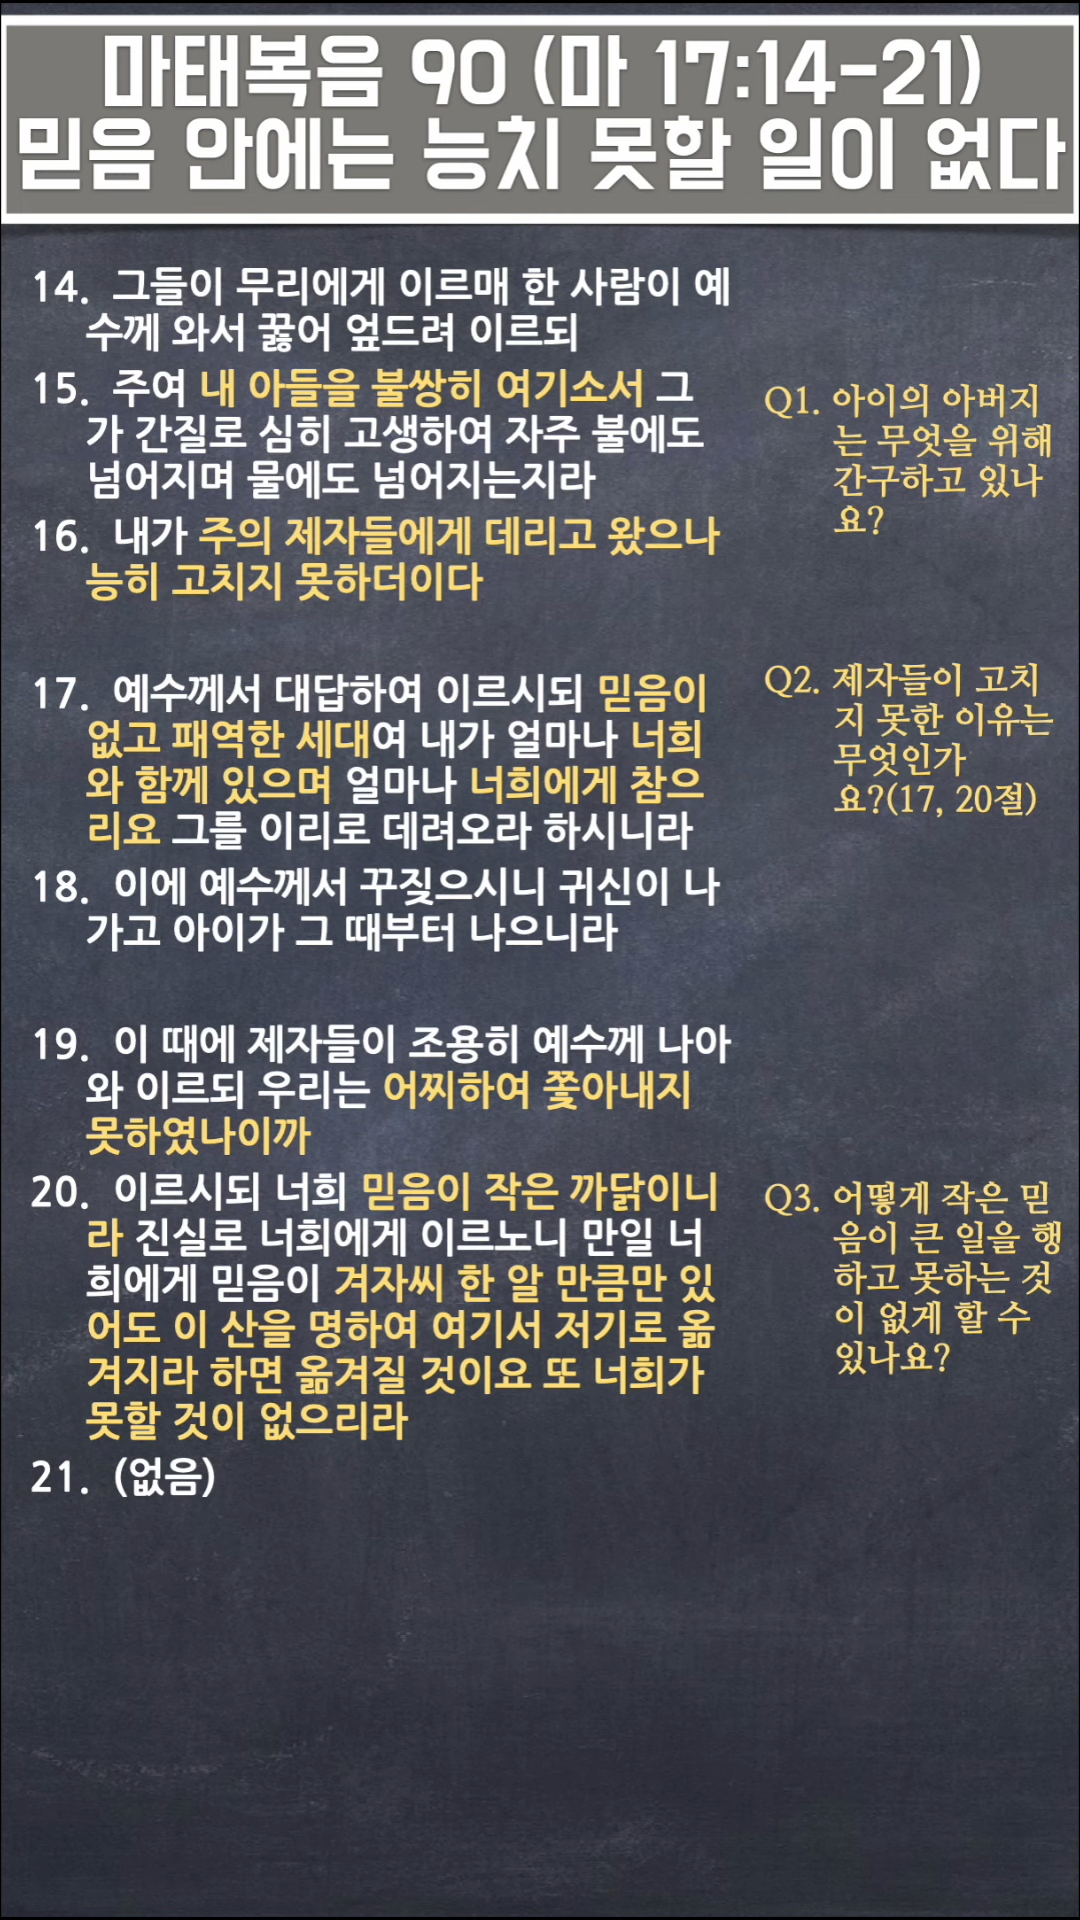 마태복음 90 (마 17:14-21)
믿음 안에는 능치 못할 일이 없다
14. 그들이 무리에게 이르매 한 사람이 예
수께 와서 꿇어 엎드려 이르되
15. 주여 내 아들을 불쌍히 여기소서 그
가 간질로 심히 고생하여 자주 불에도
넘어지며 물에도 넘어지는지라
16. 내가 주의 제자들에게 데리고 왔으나
능히 고치지 못하더이다
Q1. 아이의 아버지
는 무엇을 위해
간구하고 있나
요?
17. 예수께서 대답하여 이르시되 믿음이
없고 패역한 세대여 내가 얼마나 너희
와 함께 있으며 얼마나 너희에게 참으
리요 그를 이리로 데려오라 하시니라
18. 이에 예수께서 꾸짖으시니 귀신이 나
가고 아이가 그 때부터 나으니라
Q2. 제자들이 고치
지 못한 이유는
무엇인가
요?(17, 20절)
19. 이 때에 제자들이 조용히 예수께 나아
와 이르되 우리는 어찌하여 쫓아내지
못하였나이까
20. 이르시되 너희 믿음이 작은 까닭이니
라 진실로 너희에게 이르노니 만일 너
희에게 믿음이 겨자씨 한 알 만큼만 있
어도 이 산을 명하여 여기서 저기로 옮
겨지라 하면 옮겨질 것이요 또 너희가
못할 것이 없으리라
21. (없음)
Q3. 어떻게 작은 믿
음이 큰 일을 행
하고 못하는 것
이 없게 할 수
있나요?